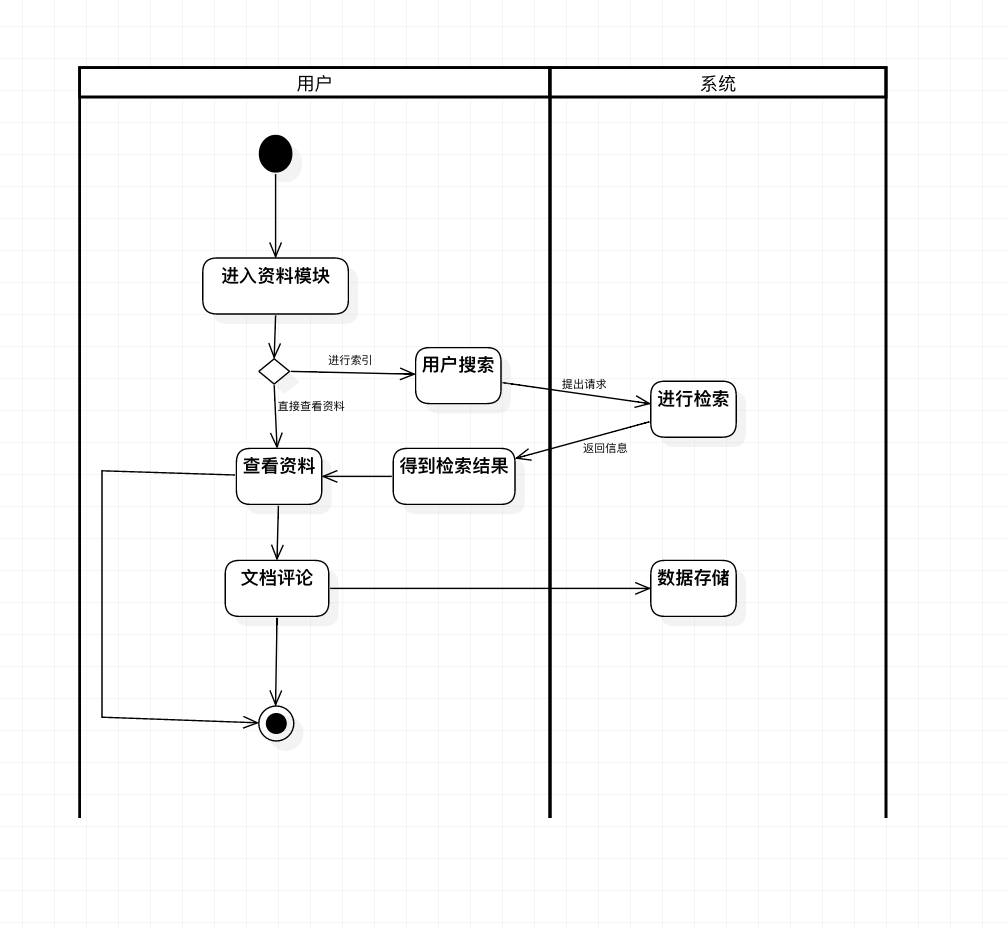 用户
系统
进入资料模块
进行索引
用户搜索
提出请求
进行检索
直接查看资料
返回信息
查看资料
得到检索结果
文档评论
数据存储